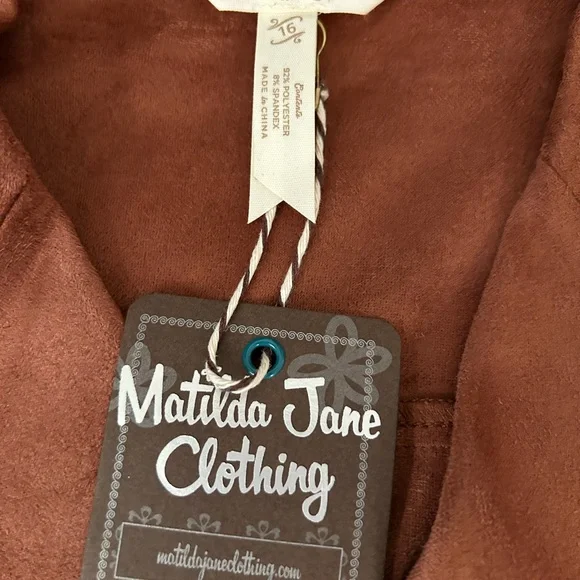 16
Contents
92% POLYESTER
8% SPANDEX
MADE in CHINA
Matilda Jane
Clothing
matildajaneclothing.com